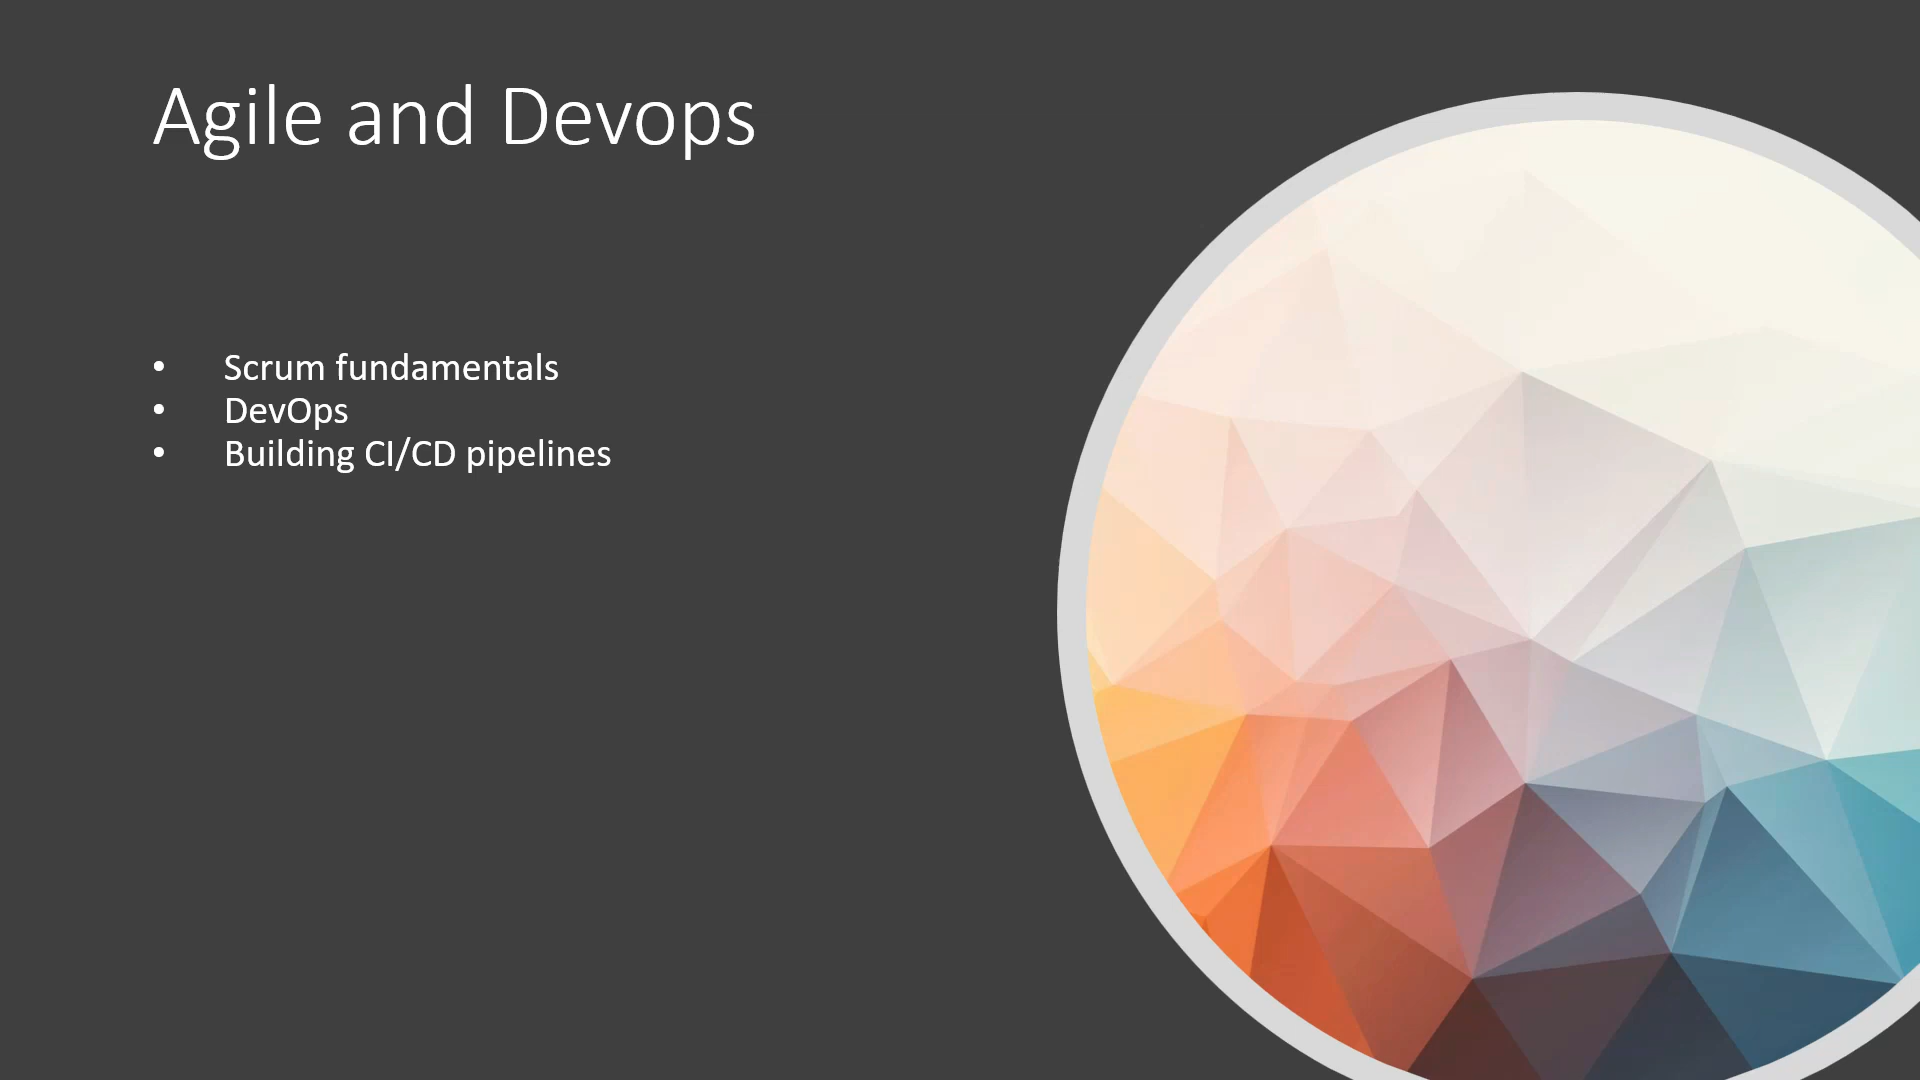 Agile and Devops
• Scrum fundamentals
• DevOps
• Building CI/CD pipelines